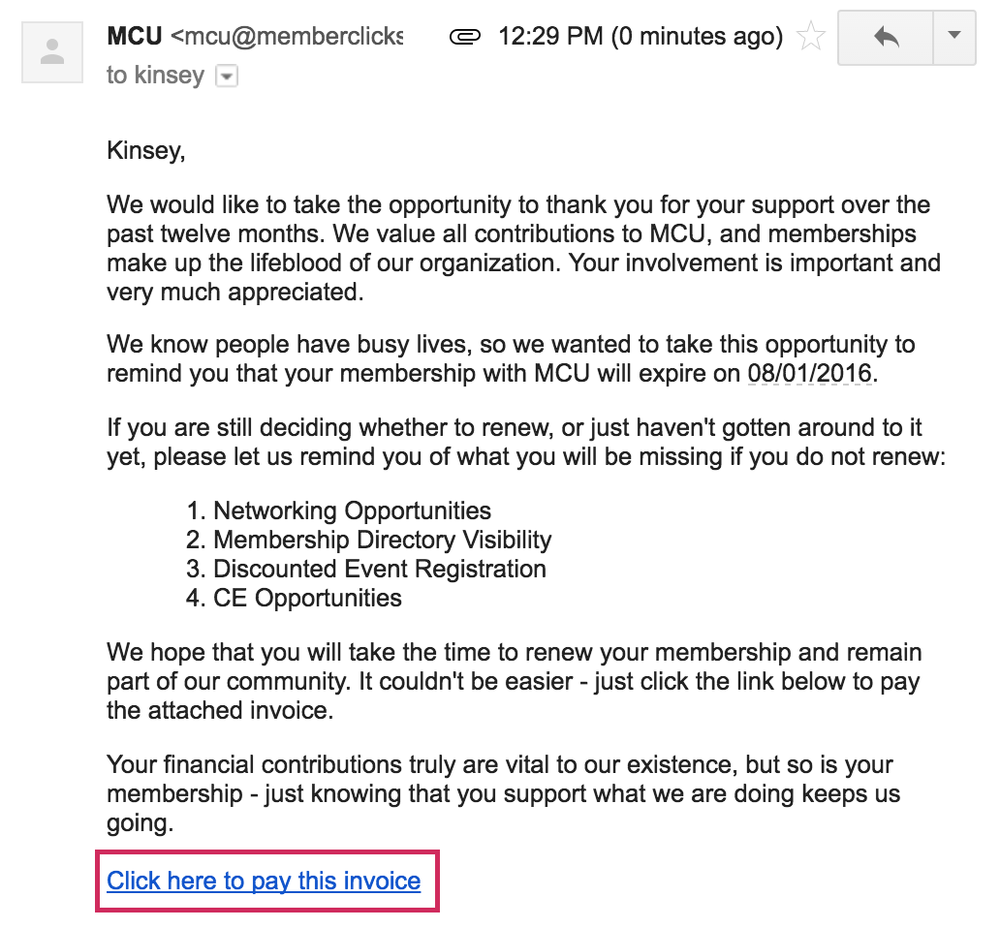 MCU <mcu@memberclicks 12:29 PM (0 minutes ago)
to kinsey
Kinsey,
We would like to take the opportunity to thank you for your support over the
past twelve months. We value all contributions to MCU, and memberships
make up the lifeblood of our organization. Your involvement is important and
very much appreciated.
We know people have busy lives, so we wanted to take this opportunity to
remind you that your membership with MCU will expire on 08/01/2016.
If you are still deciding whether to renew, or just haven't gotten around to it
yet, please let us remind you of what you will be missing if you do not renew:
1. Networking Opportunities
2. Membership Directory Visibility
3. Discounted Event Registration
4. CE Opportunities
We hope that you will take the time to renew your membership and remain
part of our community. It couldn't be easier - just click the link below to pay
the attached invoice.
Your financial contributions truly are vital to our existence, but so is your
membership - just knowing that you support what we are doing keeps us
going.
Click here to pay this invoice